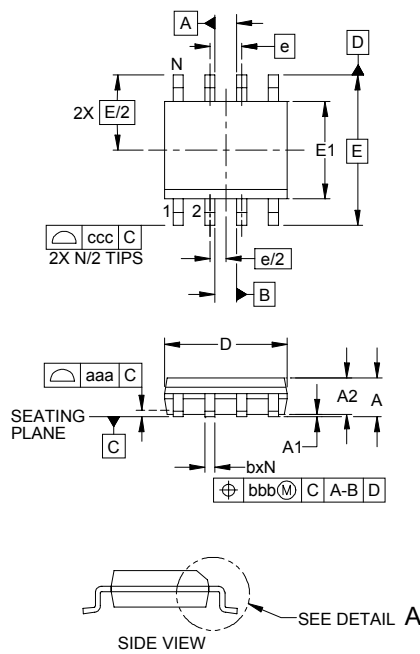 A
e
D
N
2X E/2
E1
E
1 2
⌓ ccc C
2X N/2 TIPS
e/2
B
D
⌓ aaa C
A2
A
SEATING
PLANE
C
A1
bxN
⌖ bbb Ⓜ C A-B D
SEE DETAIL A
SIDE VIEW